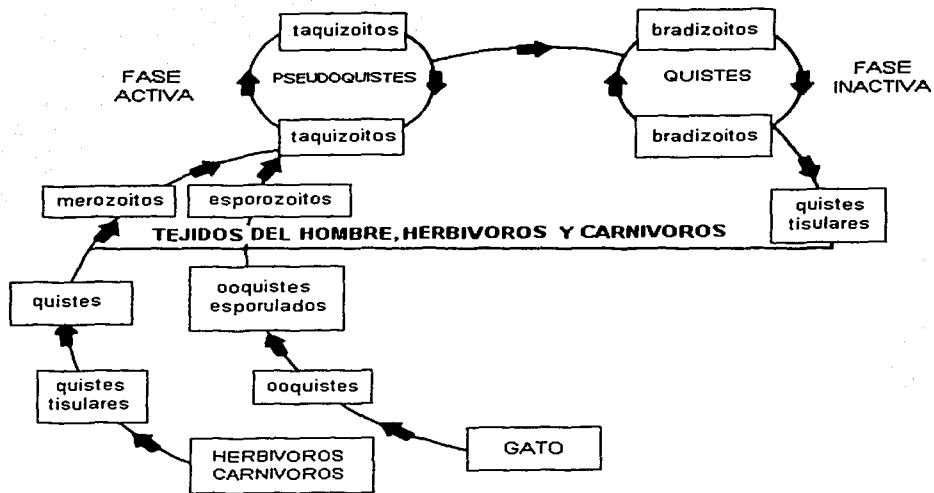 taquizoitos
bradizoitos
FASE
ACTIVA
PSEUDOQUISTES
QUISTES
FASE
INACTIVA
taquizoitos
bradizoitos
merozoitos
esporozoitos
quistes
tisulares
TEJIDOS DEL HOMBRE, HERBIVOROS Y CARNIVOROS
quistes
ooquistes
esporulados
quistes
tisulares
ooquistes
HERBIVOROS
CARNIVOROS
GATO